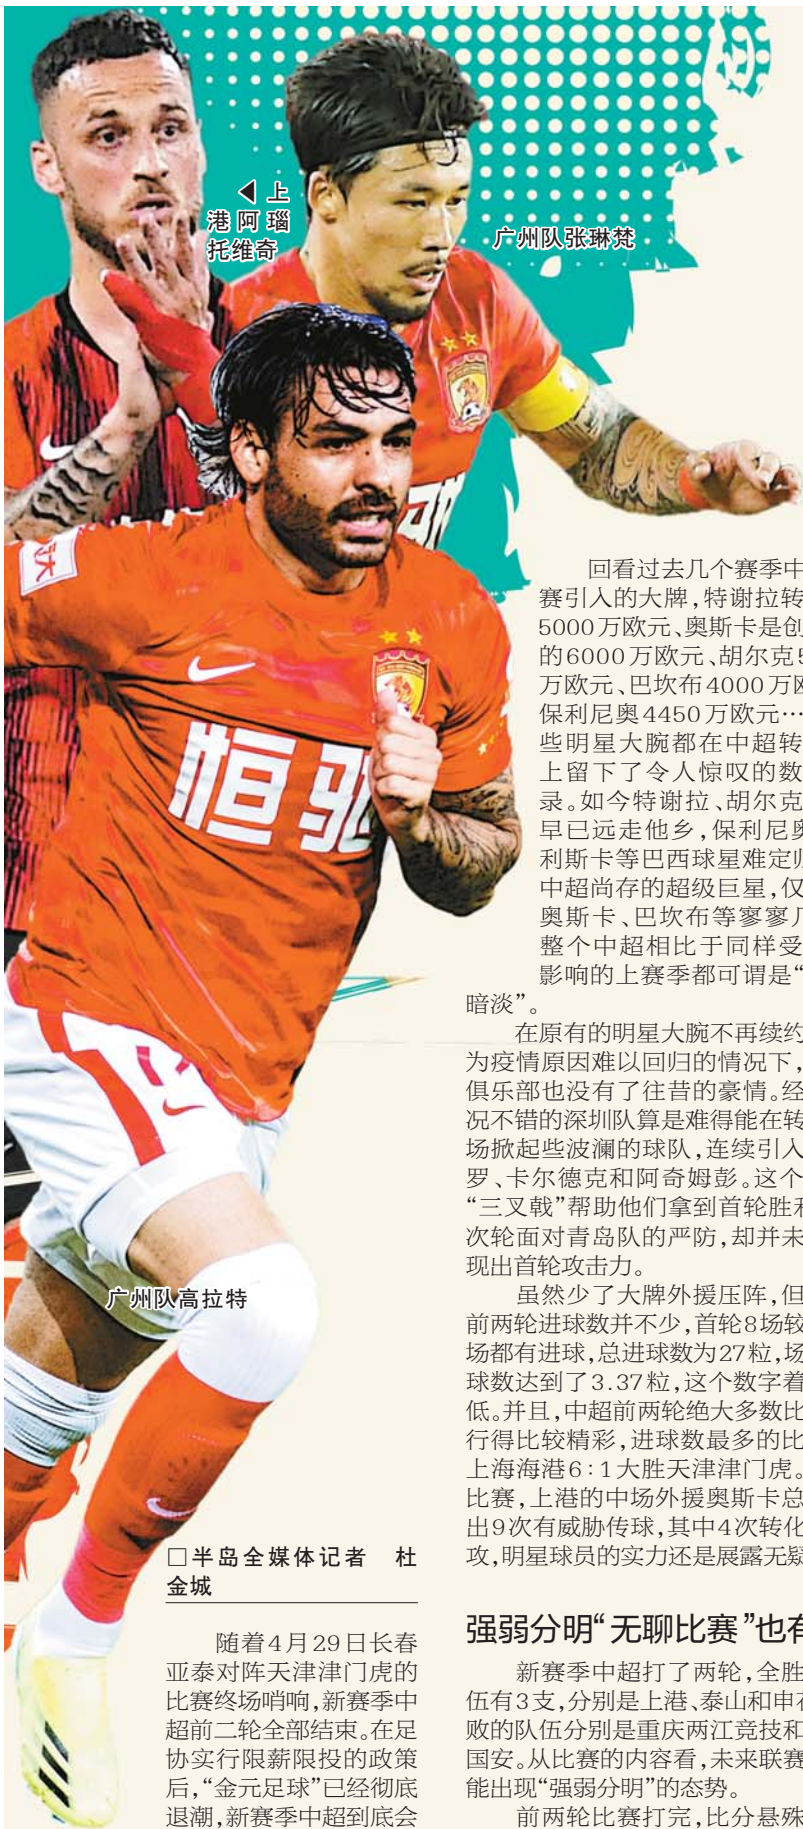 ◀上
港阿瑙
托维奇
广州队张琳梵
恒驰
广州队高拉特
□半岛全媒体记者 杜
金城
随着4月29日长春
亚泰对阵天津津门虎的
比赛终场哨响,新赛季中
超前二轮全部结束。在足
协实行限薪限投的政策
后,“金元足球”已经彻底
退潮,新赛季中超到底会
回看过去几个赛季中
赛引入的大牌,特谢拉转
5000万欧元、奥斯卡是创
的6000万欧元、胡尔克5
万欧元、巴坎布4000万欧
保利尼奥4450万欧元…
些明星大腕都在中超转
上留下了令人惊叹的数
录。如今特谢拉、胡尔克
早已远走他乡,保利尼奥
利斯卡等巴西球星难定归
中超尚存的超级巨星,仅
奥斯卡、巴坎布等寥寥几
整个中超相比于同样受
影响的上赛季都可谓是“
暗淡”。
在原有的明星大腕不再续约
为疫情原因难以回归的情况下,
俱乐部也没有了往昔的豪情。经
况不错的深圳队算是难得能在转
场掀起些波澜的球队,连续引入
罗、卡尔德克和阿奇姆彭。这个
“三叉戟”帮助他们拿到首轮胜利
次轮面对青岛队的严防,却并未
现出首轮攻击力。
虽然少了大牌外援压阵,但
前两轮进球数并不少,首轮8场较
场都有进球,总进球数为27粒,场
球数达到了3.37粒,这个数字着
低。并且,中超前两轮绝大多数比
行得比较精彩,进球数最多的比
上海海港6:1大胜天津津门虎。
比赛,上港的中场外援奥斯卡总
出9次有威胁传球,其中4次转化
攻,明星球员的实力还是展露无疑
强弱分明“无聊比赛”也有
新赛季中超打了两轮,全胜
伍有3支,分别是上港、泰山和申花
败的队伍分别是重庆两江竞技和
国安。从比赛的内容看,未来联赛
能出现“强弱分明”的态势。
前两轮比赛打完,比分悬殊